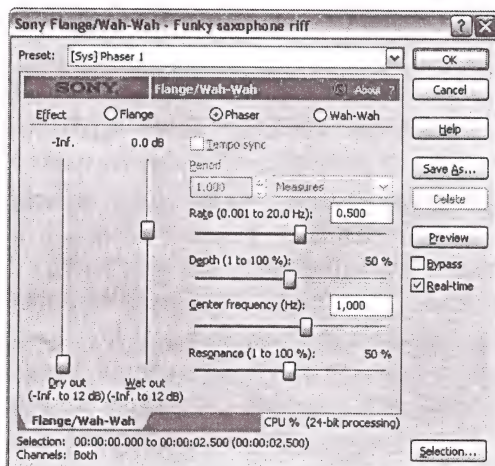 Sony Flange/Wah-Wah - Funky saxophone riff
Preset: [Sys] Phaser 1
OK
SONY Flange/Wah-Wah About ?
Cancel
Effect Flange Phaser Wah-Wah
Help
-Inf. 0.0 dB Tempo sync
Period
1,000 Measures
Save As...
Delete
Rate (0.001 to 20.0 Hz): 0.500
Preview
Depth (1 to 100 %): 50 %
Bypass
Real-time
Center frequency (Hz): 1,000
Resonance (1 to 100 %): 50 %
Dry out Wet out
(-Inf. to 12 dB) (-Inf. to 12 dB)
Flange/Wah-Wah CPU % (24-bit processing)
Selection: 00:00:00.000 to 00:00:02.500 (00:00:02.500)
Channels: Both
Selection...